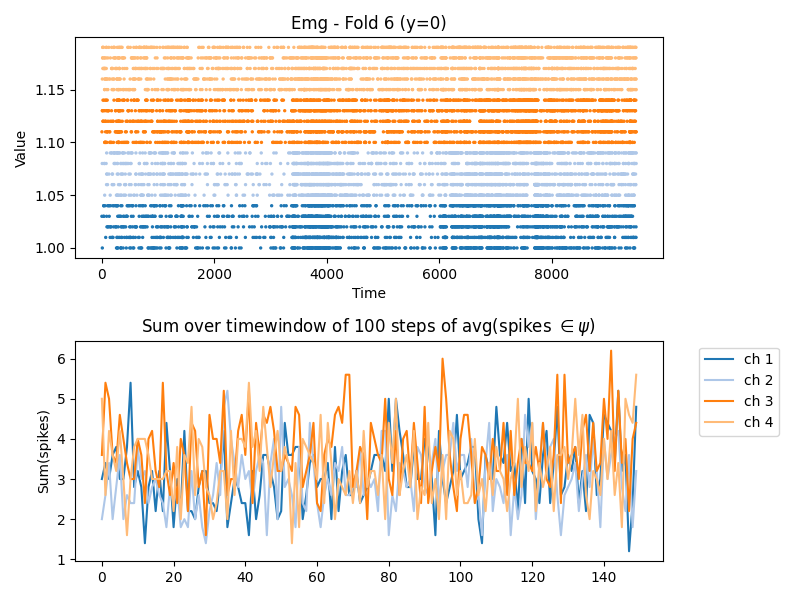 Emg - Fold 6 (y=0)
1.15
1.10
1.05
1.00
Value
0 2000 4000 6000 8000
Time
Sum over timewindow of 100 steps of avg(spikes ∈ψ)
6
5
4
3
2
1
Sum(spikes)
0 20 40 60 80 100 120 140
ch 1
ch 2
ch 3
ch 4